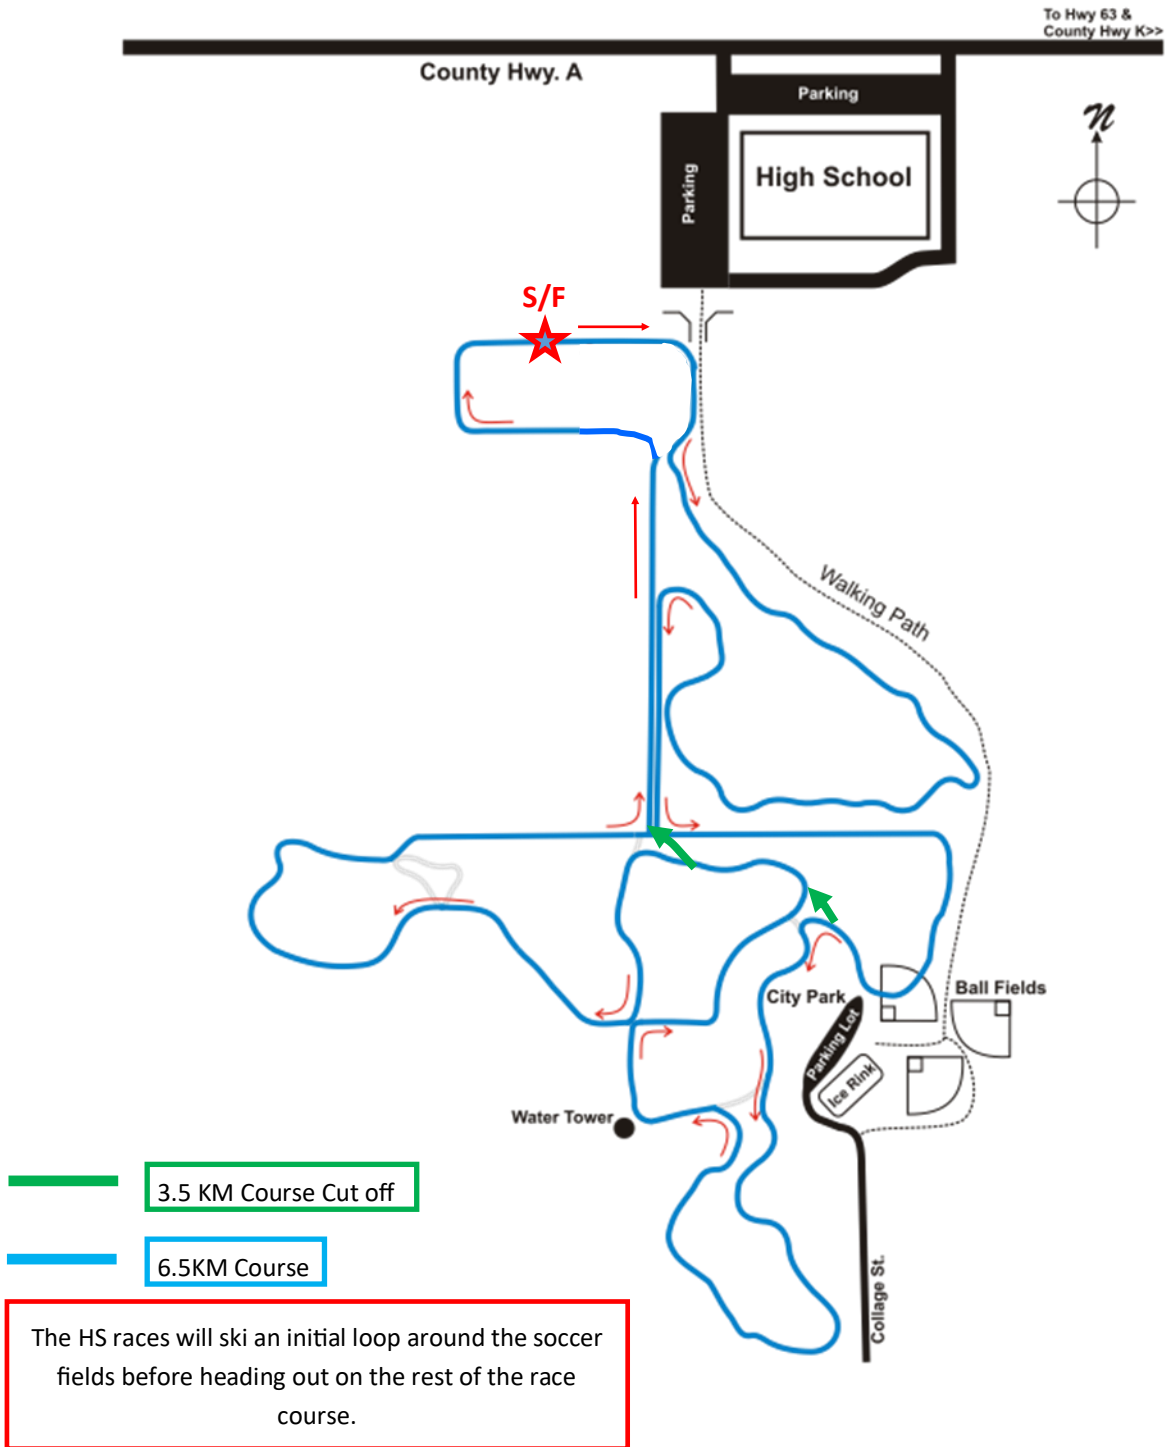 To Hwy 63 &
County Hwy K>>
County Hwy. A
Parking
N
High School
Parking
S/F
Walking Path
City Park
Ball Fields
Parking Lot
Ice Rink
Water Tower
3.5 KM Course Cut off
6.5KM Course
Collage St.
The HS races will ski an initial loop around the soccer
fields before heading out on the rest of the race
course.